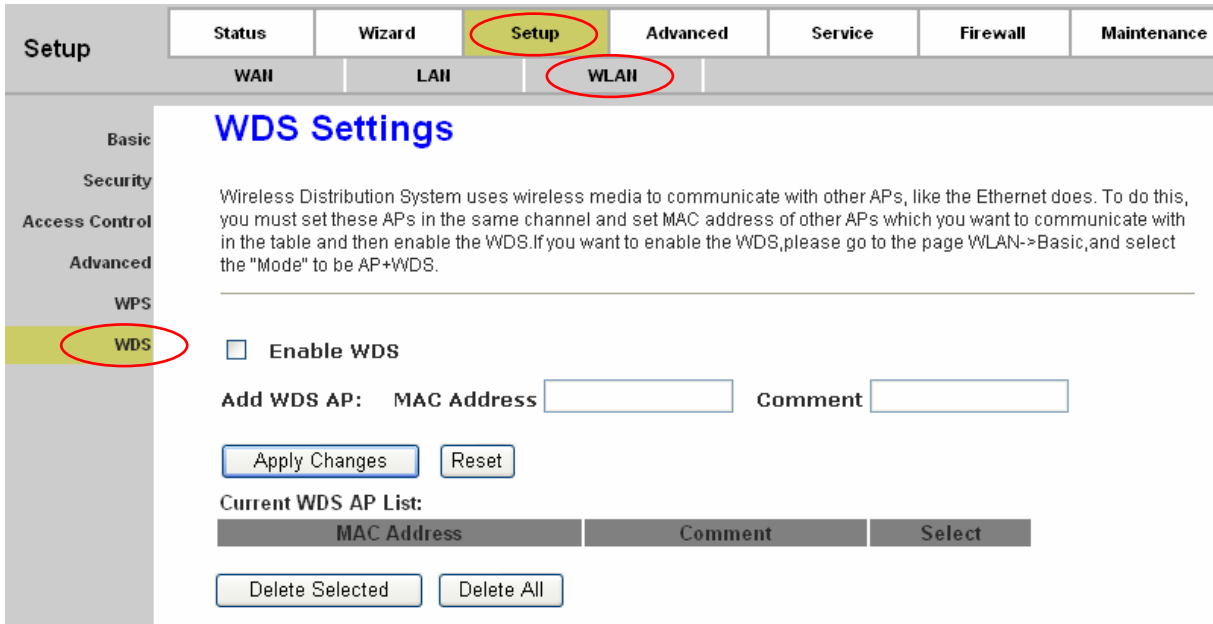 Setup
Status Wizard Setup Advanced Service Firewall Maintenance
WAN LAN WLAN
Basic
Security
Access Control
Advanced
WPS
WDS
WDS Settings
Wireless Distribution System uses wireless media to communicate with other APs, like the Ethernet does. To do this,
you must set these APs in the same channel and set MAC address of other APs which you want to communicate with
in the table and then enable the WDS.If you want to enable the WDS,please go to the page WLAN->Basic,and select
the "Mode" to be AP+WDS.
Enable WDS
Add WDS AP: MAC Address Comment
Apply Changes Reset
Current WDS AP List:
MAC Address Comment Select
Delete Selected Delete All